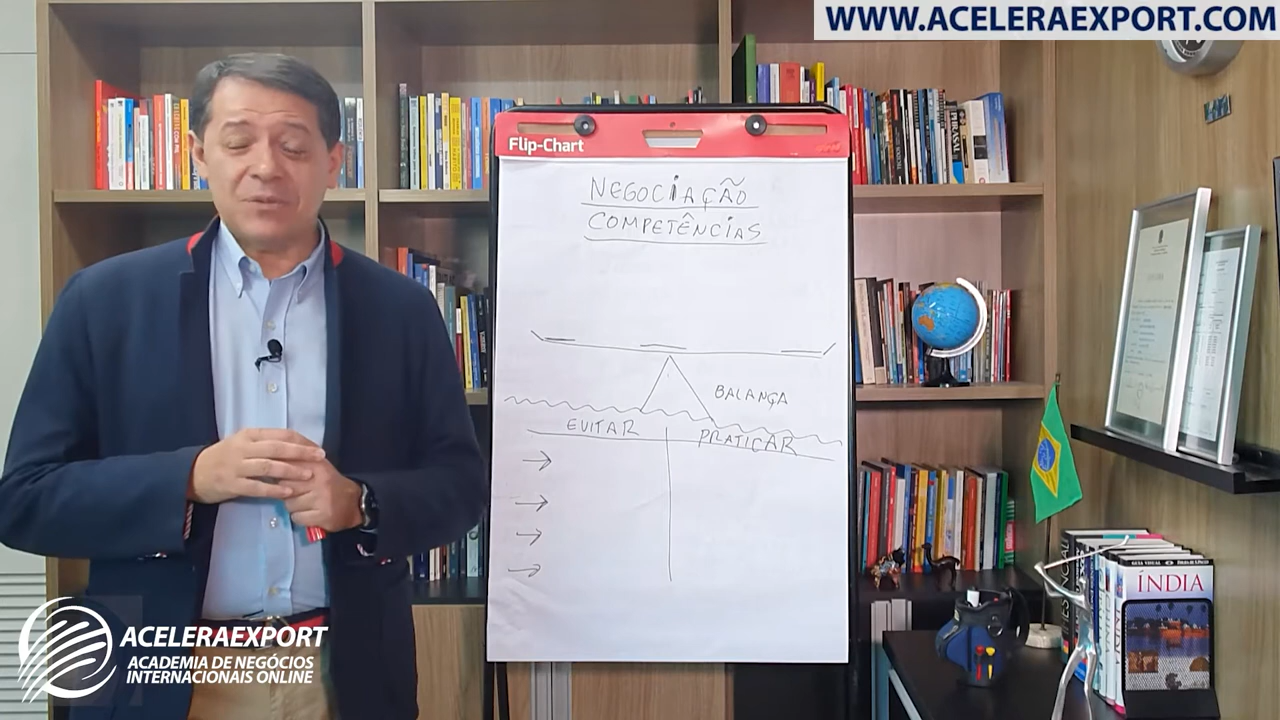 WWW.ACELERAEXPORT.COM
Flip-Chart
NEGOCIAÇÃO
COMPETÊNCIAS
BALANÇA
EVITAR
PRATICAR
ÍNDIA
ACELERAEXPORT
ACADEMIA DE NEGÓCIOS
INTERNACIONAIS ONLINE